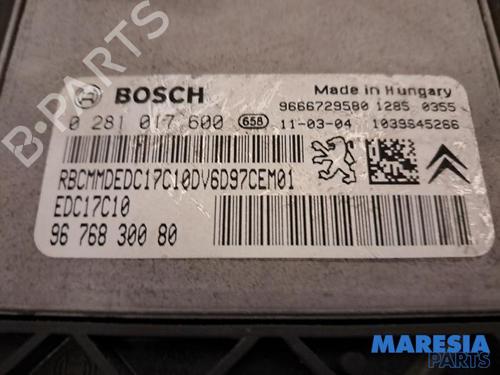 BOSCH
Made in Hungary
9666729580 1285 0355
0 281 017 600 658 11-03-04 1039S45266
RBCMMDEDC17C10DV6D97CEM01
EDC17C10
96 768 300 80
B-PARTS
MARESIA
PARTS